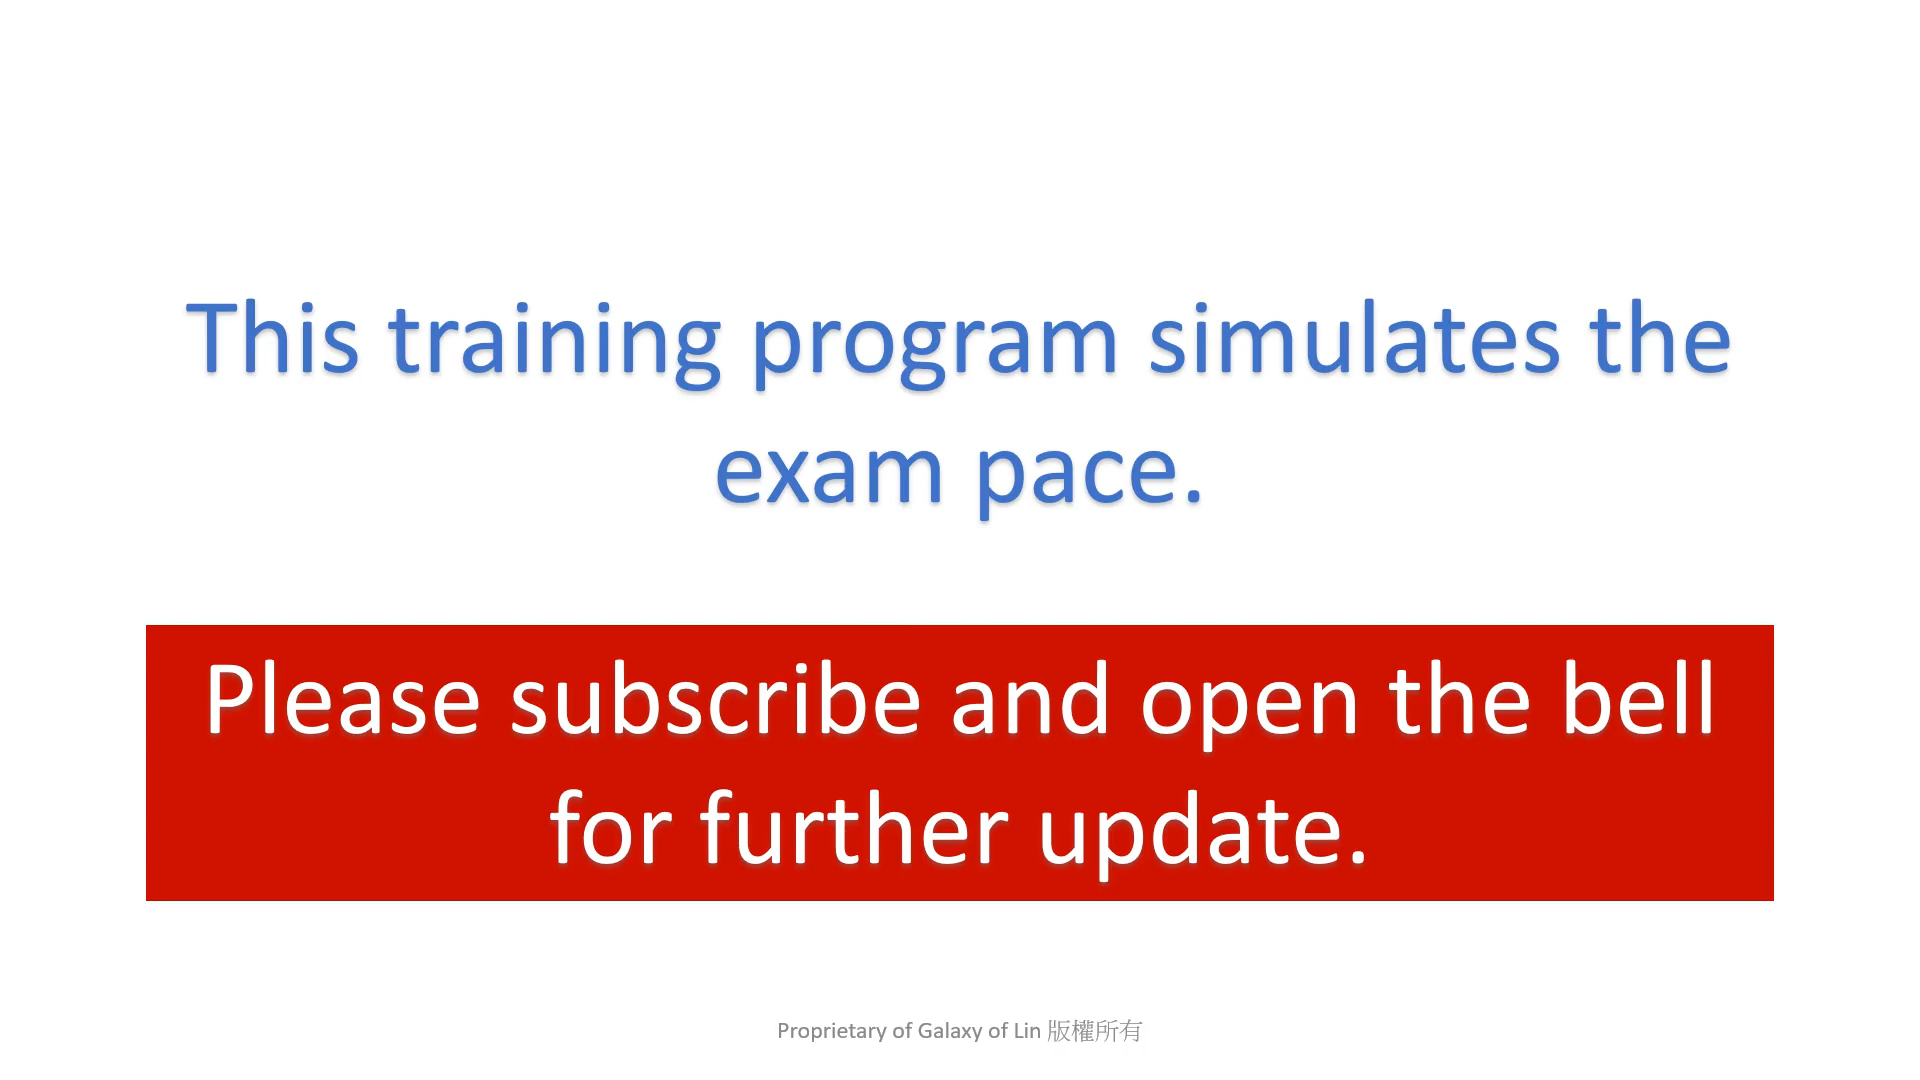 This training program simulates the
exam pace.
Please subscribe and open the bell
for further update.
Proprietary of Galaxy of Lin 版權所有